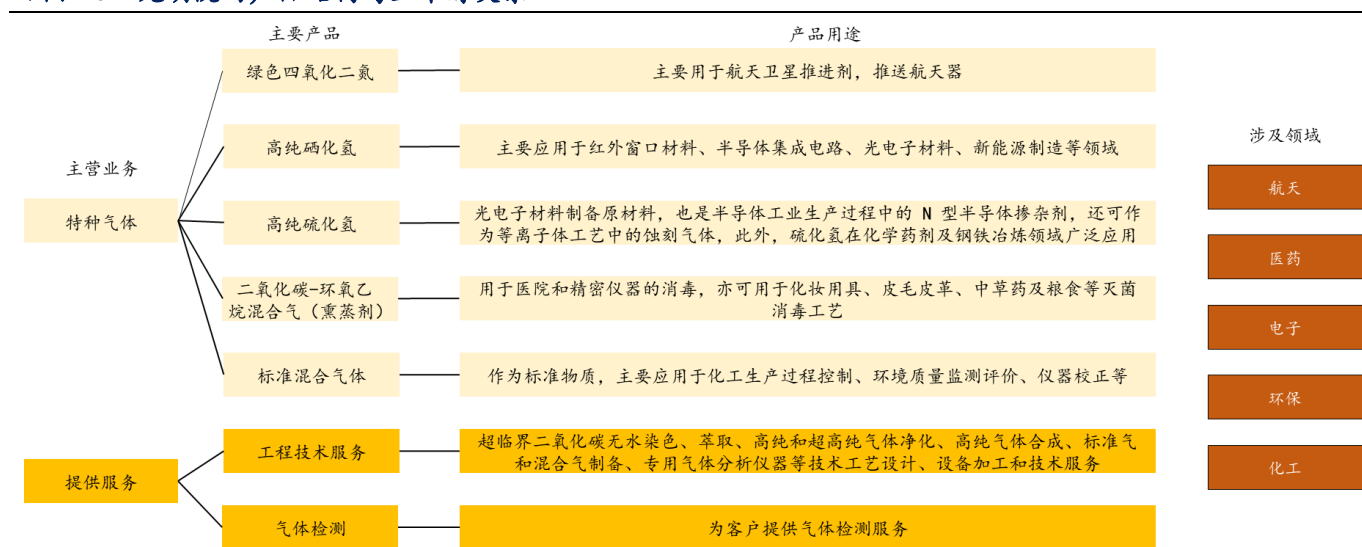 主要产品
产品用途
绿色四氧化二氮
主要用于航天卫星推进剂，推送航天器
高纯硒化氢
主要应用于红外窗口材料、半导体集成电路、光电子材料、新能源制造等领域
涉及领域
主营业务
特种气体
航天
高纯硫化氢
光电子材料制备原材料，也是半导体工业生产过程中的 N 型半导体掺杂剂，还可作
为等离子体工艺中的蚀刻气体，此外，硫化氢在化学药剂及钢铁冶炼领域广泛应用
医药
二氧化碳-环氧乙
烷混合气（熏蒸剂）
用于医院和精密仪器的消毒，亦可用于化妆用具、皮毛皮革、中草药及粮食等灭菌
消毒工艺
电子
标准混合气体
作为标准物质，主要应用于化工生产过程控制、环境质量监测评价、仪器校正等
环保
工程技术服务
超临界二氧化碳无水染色、萃取、高纯和超高纯气体净化、高纯气体合成、标准气
和混合气制备、专用气体分析仪器等技术工艺设计、设备加工和技术服务
化工
提供服务
气体检测
为客户提供气体检测服务